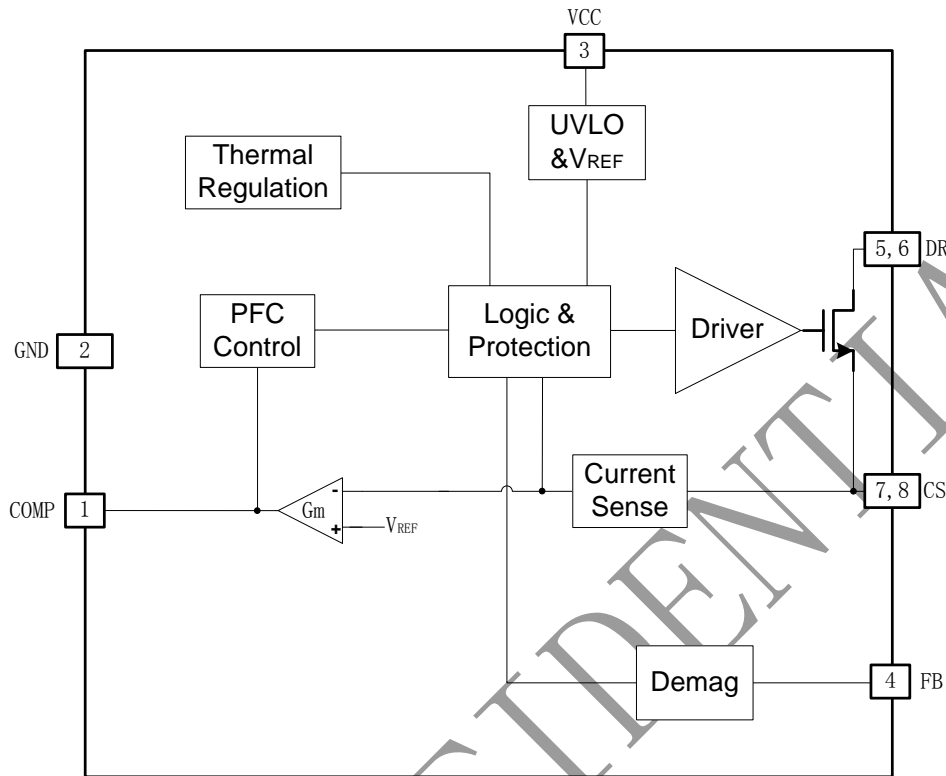 VCC
3
UVLO
&VREF
Thermal
Regulation
5,6 DR
PFC
Control
Logic &
Protection
Driver
GND 2
Current
Sense
7,8 CS
COMP 1
-
Gm
+
VREF
Demag
4 FB
IDENTIA